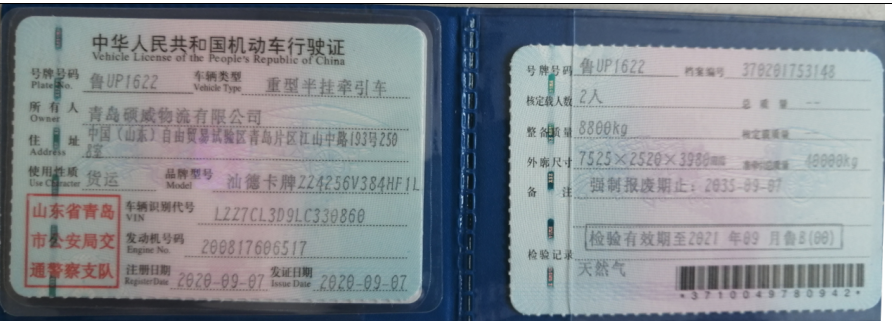 中华人民共和国机动车行驶证
Vehicle License of the People's Republic of China
号牌号码 鲁UP1622 车辆类型 重型半挂牵引车
Plate No. Vehicle Type
所有人 青岛硕威物流有限公司
Owner
住址 中国(山东)自由贸易试验区青岛片区江山中路193号250
Address
使用性质 货运 品牌型号 汕德卡牌ZZ4256V384HF1L
Use Character Model
山东省青岛
市公安局交
通警察支队
车辆识别代号 LZZ7CL3D9LC330860
VIN
发动机号码 200817606517
Engine No.
注册日期 2020-09-07 发证日期 2020-09-07
Register Date Issue Date
号牌号码 鲁UP1622 档案编号 370201753148
核定载人数 2人 总质量 --
整备质量 8800kg 核定载质量
外廓尺寸 7525×2520×3980 40000kg
备注 强制报废期止:2035-09-07
检验有效期至2021年09月鲁B(00)
检验记录
天然气
*3710049780942*